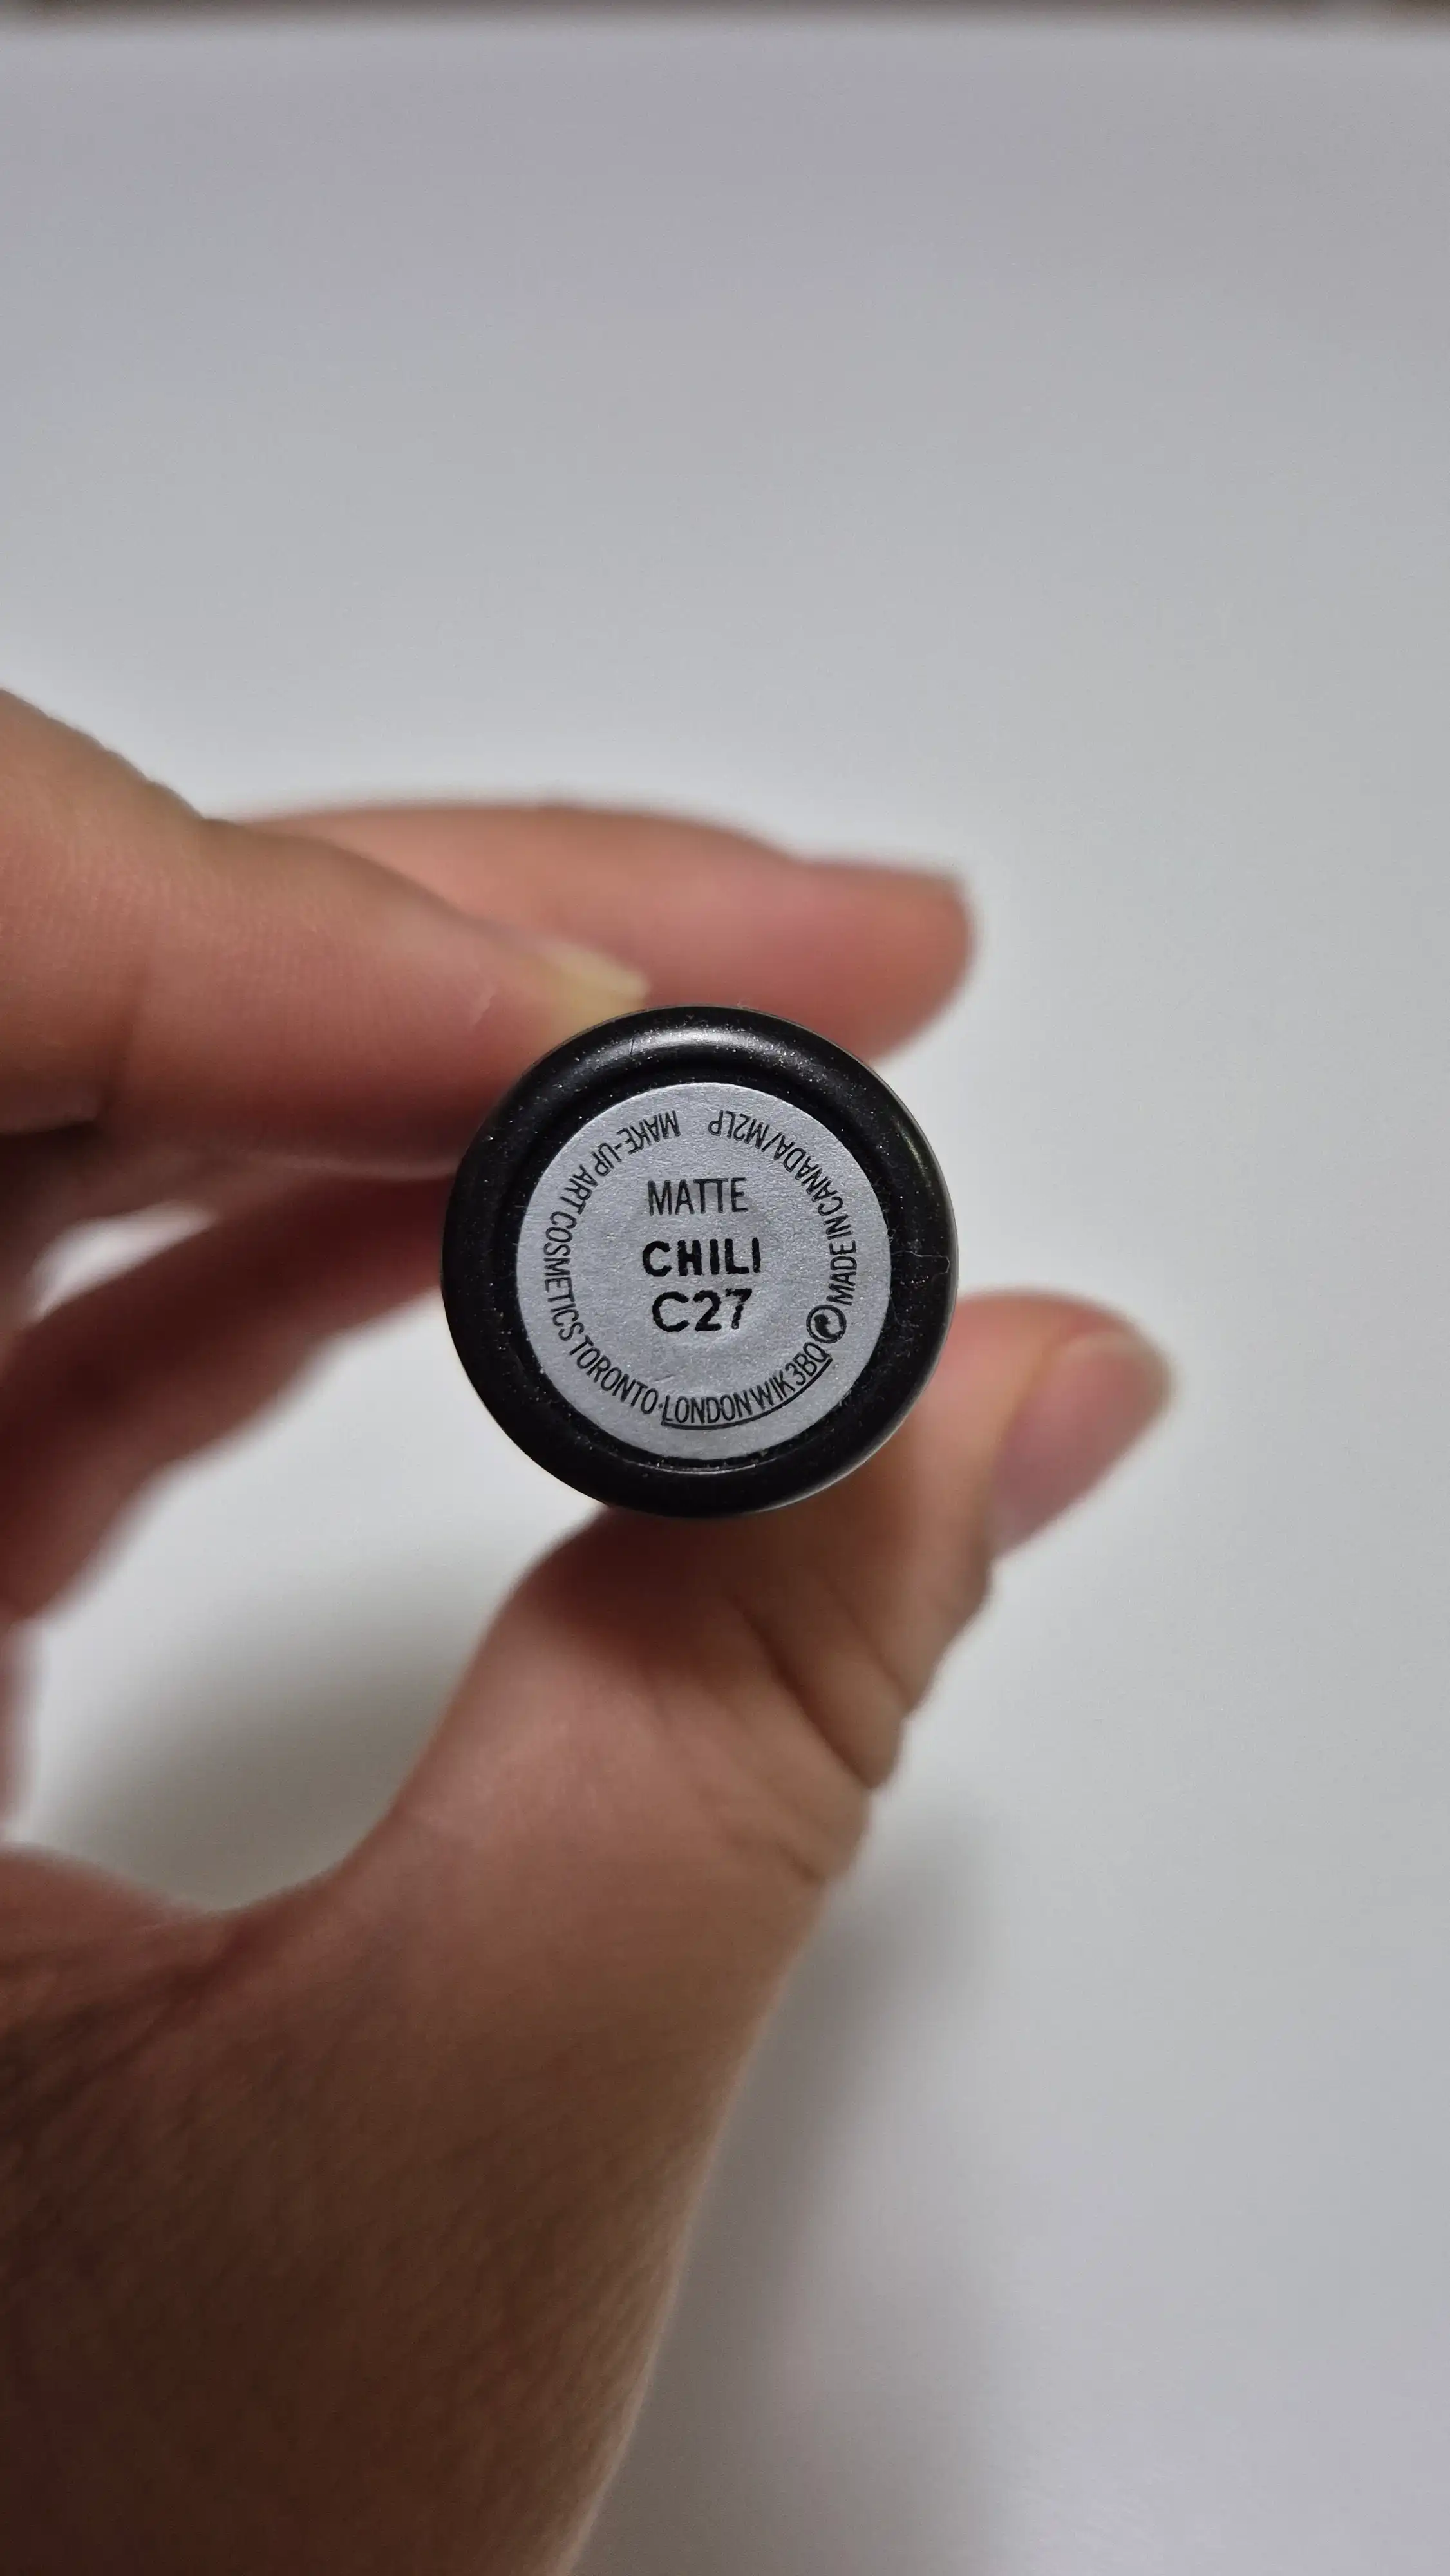 MATTE
CHILI
C27
MAKE-UP ART COSMETICS TORONTO·LONDON W1K 3BQ MADE IN CANADA/M2LP